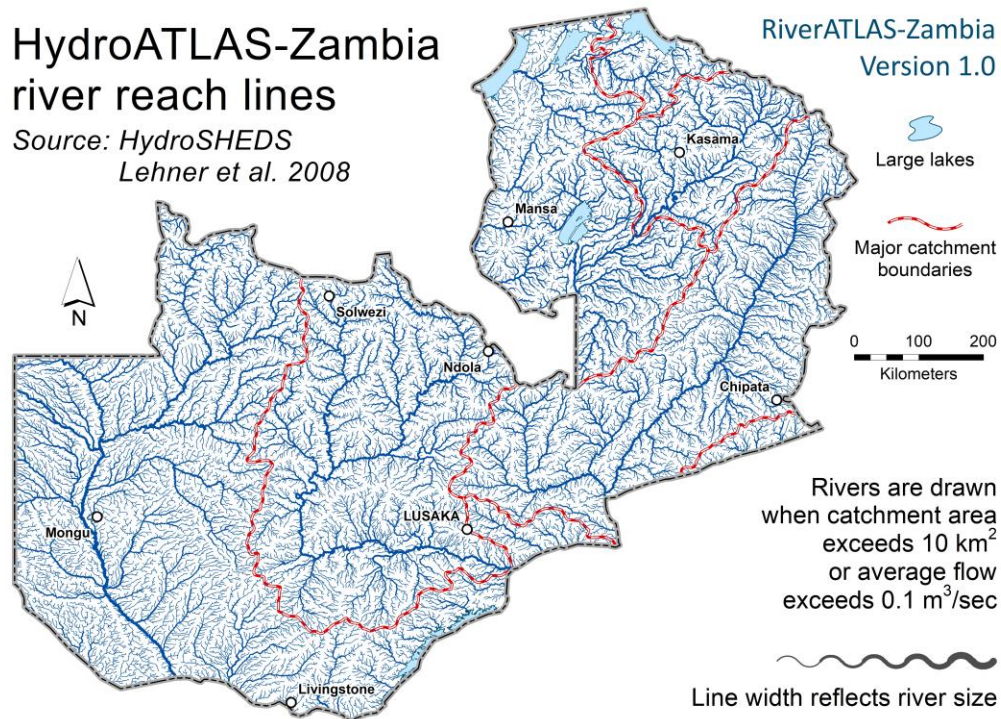 HydroATLAS-Zambia
river reach lines
Source: HydroSHEDS
Lehner et al. 2008
RiverATLAS-Zambia
Version 1.0
Large lakes
Major catchment
boundaries
0 100 200
Kilometers
N
Kasama
Mansa
Solwezi
Ndola
Chipata
LUSAKA
Mongu
Livingstone
Rivers are drawn
when catchment area
exceeds 10 km²
or average flow
exceeds 0.1 m³/sec
Line width reflects river size